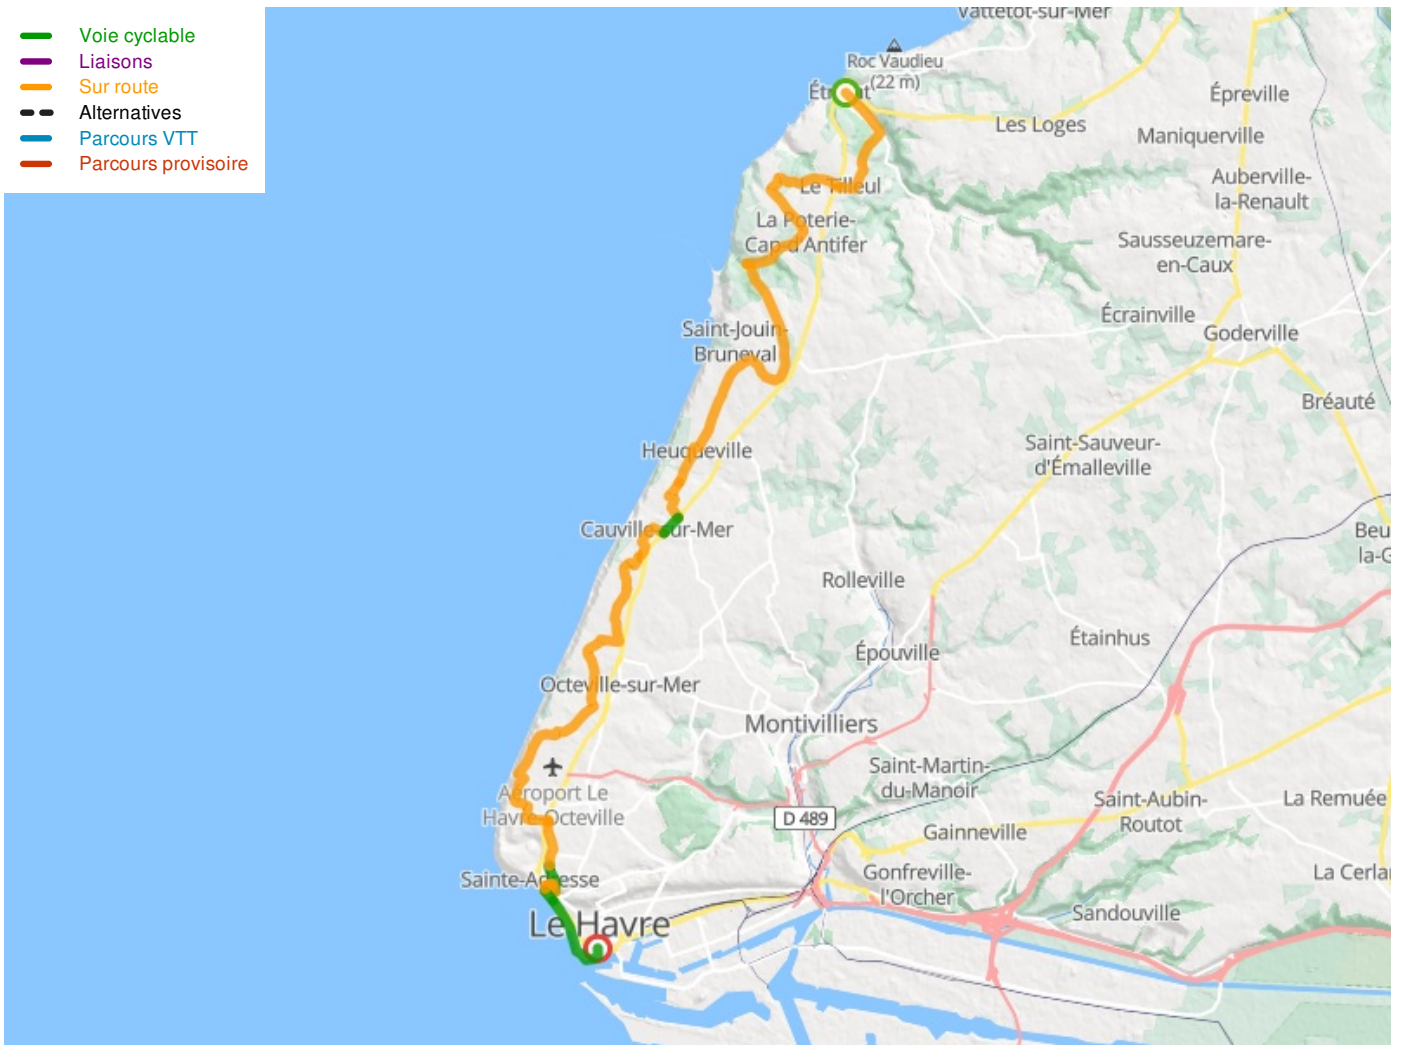 Voie cyclable
Liaisons
Sur route
Alternatives
Parcours VTT
Parcours provisoire
Vattetot-sur-Mer
Roc Vaudieu
(22 m)
Épreville
Les Loges
Maniquerville
Le Tilleul
Auberville-
la-Renault
La Poterie-
Cap-d'Antifer
Sausseuzemare-
en-Caux
Écrainville
Goderville
Saint-Jouin-
Bruneval
Bréauté
Heuqueville
Saint-Sauveur-
d'Émalleville
Cauville-sur-Mer
Beu
la-G
Rolleville
Étainhus
Épouville
Octeville-sur-Mer
Montivilliers
Saint-Martin-
du-Manoir
Aéroport Le
Havre-Octeville
Saint-Aubin-
Routot
La Remuée
D 489
Gainneville
Gonfreville-
l'Orcher
La Cerla
Sainte-Adresse
Sandouville
Le Havre